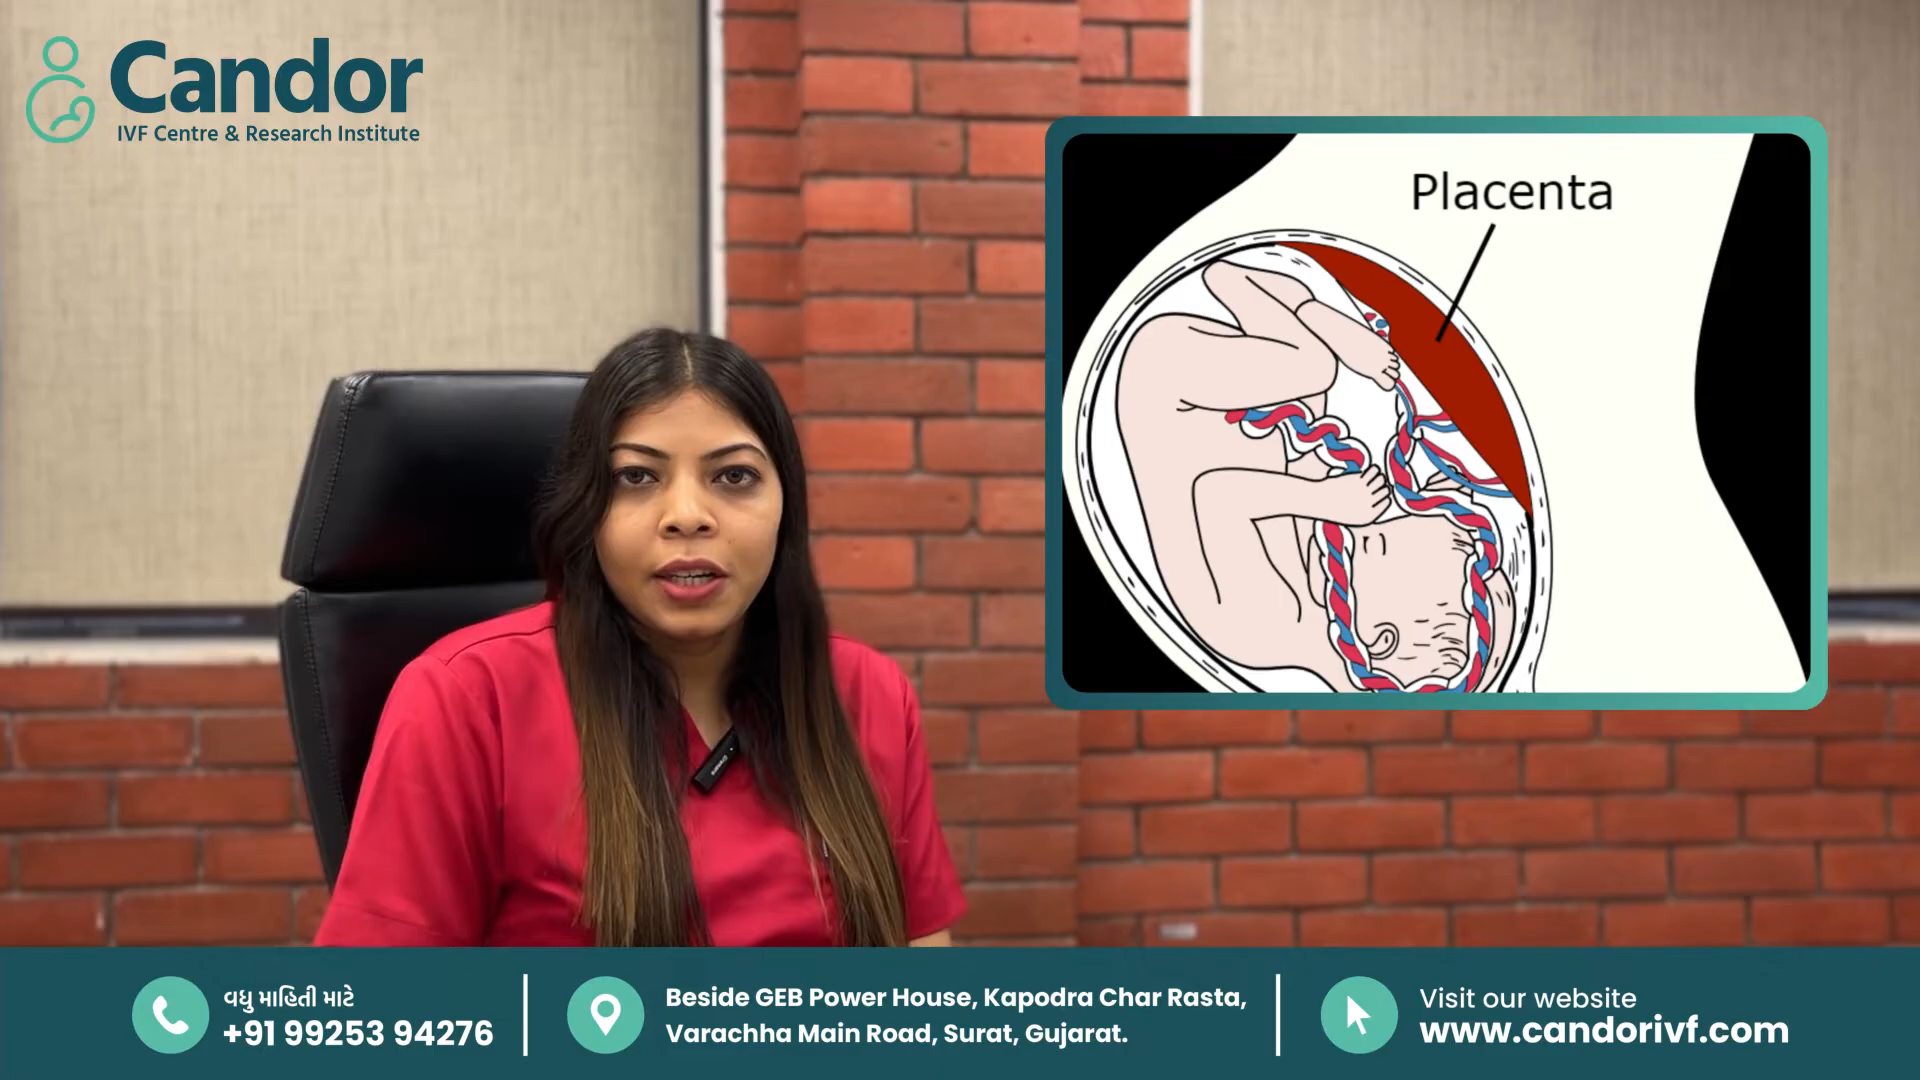 Candor
IVF Centre & Research Institute
Placenta
વધુ માહિતી માટે
+91 99253 94276
Beside GEB Power House, Kapodra Char Rasta,
Varachha Main Road, Surat, Gujarat.
Visit our website
www.candorivf.com